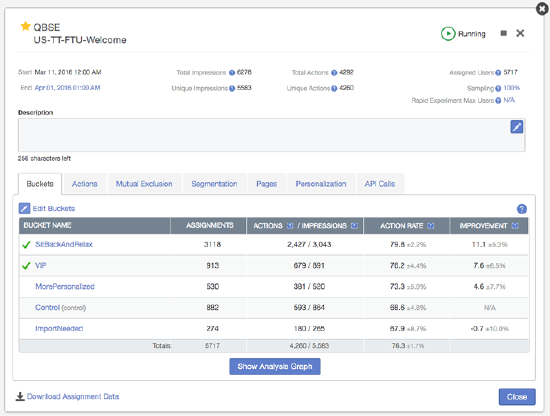 QBSE
US-TT-FTU-Welcome
Running
Start Mar 11, 2016 12:00 AM
Total Impressions 6276
Total Actions 4292
Assigned Users 5717
End Apr 01, 2016 01:00 AM
Unique Impressions 5583
Unique Actions 4260
Sampling 100%
Rapid Experiment Max Users N/A
Description
256 characters left
Buckets Actions Mutual Exclusion Segmentation Pages Personalization API Calls
Edit Buckets
BUCKET NAME ASSIGNMENTS ACTIONS / IMPRESSIONS ACTION RATE IMPROVEMENT
SitBackAndRelax 3118 2,427 / 3,043 79.8 ±2.2% 11.1 ±5.3%
VIP 913 679 / 891 76.2 ±4.4% 7.6 ±6.5%
MorePersonalized 530 381 / 520 73.3 ±5.9% 4.6 ±7.7%
Control (control) 882 593 / 864 68.6 ±4.8% N/A
ImportNeeded 274 180 / 265 67.9 ±8.7% -0.7 ±10.0%
Totals: 5717 4,260 / 5,583 76.3 ±1.7%
Show Analysis Graph
Download Assignment Data
Close